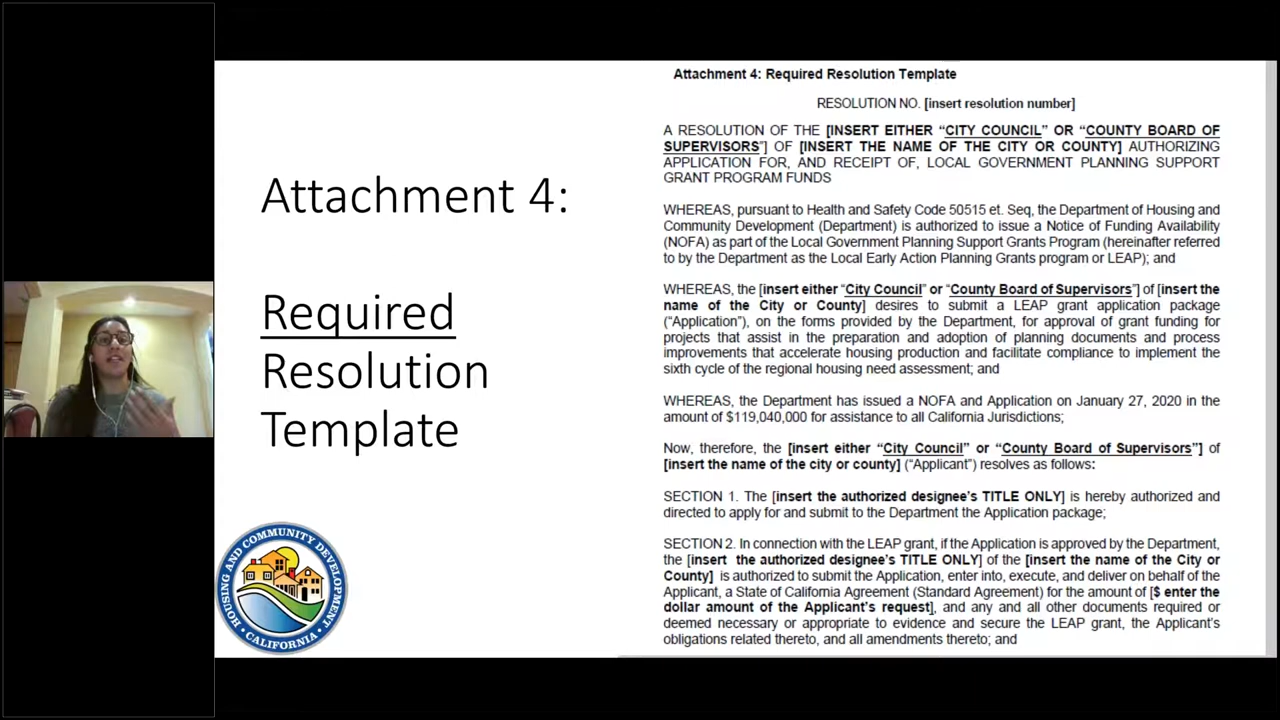 Attachment 4:
Required
Resolution
Template
HOUSING AND COMMUNITY DEVELOPMENT
• CALIFORNIA •
Attachment 4: Required Resolution Template
RESOLUTION NO. [insert resolution number]
A RESOLUTION OF THE [INSERT EITHER “CITY COUNCIL” OR “COUNTY BOARD OF
SUPERVISORS”] OF [INSERT THE NAME OF THE CITY OR COUNTY] AUTHORIZING
APPLICATION FOR, AND RECEIPT OF, LOCAL GOVERNMENT PLANNING SUPPORT
GRANT PROGRAM FUNDS
WHEREAS, pursuant to Health and Safety Code 50515 et. Seq, the Department of Housing and
Community Development (Department) is authorized to issue a Notice of Funding Availability
(NOFA) as part of the Local Government Planning Support Grants Program (hereinafter referred
to by the Department as the Local Early Action Planning Grants program or LEAP); and
WHEREAS, the [insert either “City Council” or “County Board of Supervisors”] of [insert the
name of the City or County] desires to submit a LEAP grant application package
(“Application”), on the forms provided by the Department, for approval of grant funding for
projects that assist in the preparation and adoption of planning documents and process
improvements that accelerate housing production and facilitate compliance to implement the
sixth cycle of the regional housing need assessment; and
WHEREAS, the Department has issued a NOFA and Application on January 27, 2020 in the
amount of $119,040,000 for assistance to all California Jurisdictions;
Now, therefore, the [insert either “City Council” or “County Board of Supervisors”] of
[insert the name of the city or county] (“Applicant”) resolves as follows:
SECTION 1. The [insert the authorized designee’s TITLE ONLY] is hereby authorized and
directed to apply for and submit to the Department the Application package;
SECTION 2. In connection with the LEAP grant, if the Application is approved by the Department,
the [insert the authorized designee’s TITLE ONLY] of the [insert the name of the City or
County] is authorized to submit the Application, enter into, execute, and deliver on behalf of the
Applicant, a State of California Agreement (Standard Agreement) for the amount of [$ enter the
dollar amount of the Applicant’s request], and any and all other documents required or
deemed necessary or appropriate to evidence and secure the LEAP grant, the Applicant’s
obligations related thereto, and all amendments thereto; and